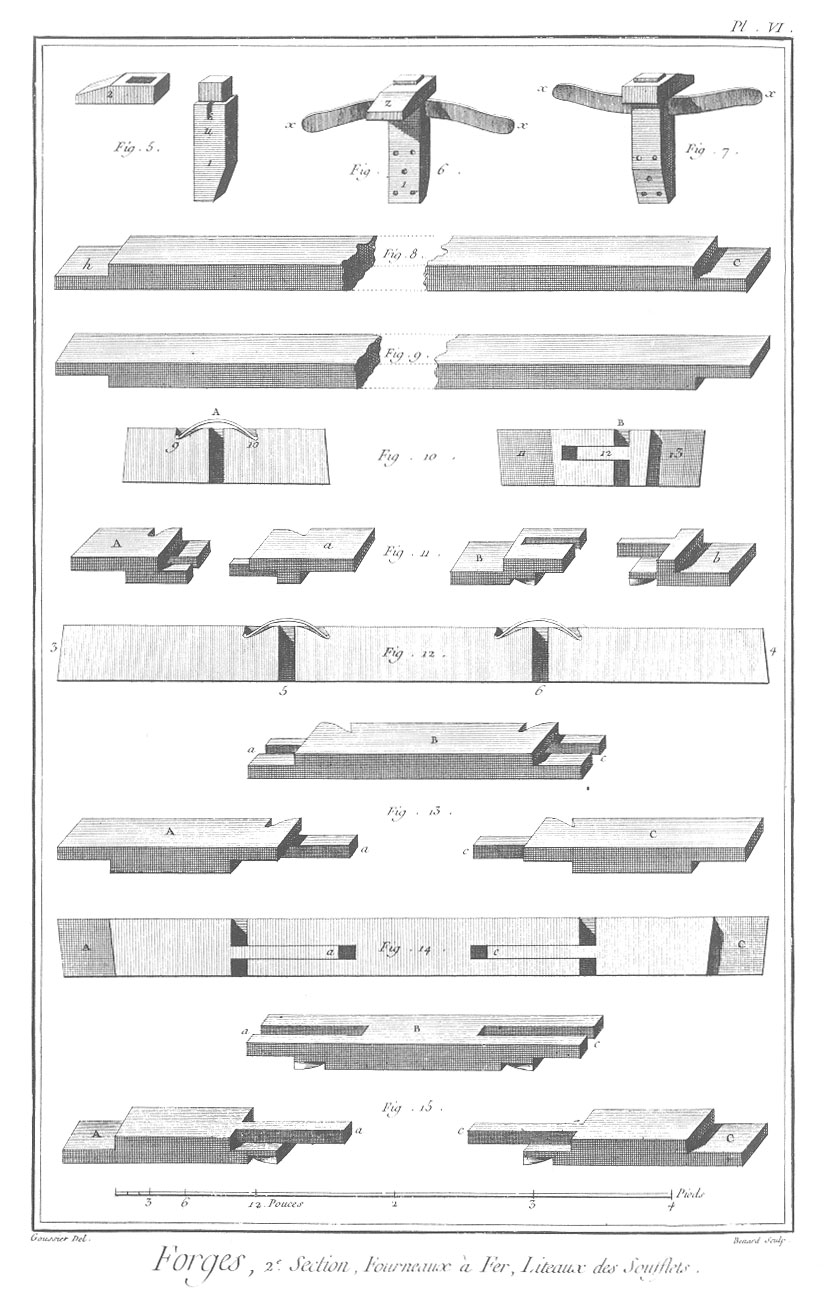 Pl. VI.
2
z
x x
x x
u
1
Fig. 5.
Fig. 6.
1
Fig. 7.
h
Fig. 8.
C
Fig. 9.
A
B
9 10
Fig. 10.
11 12 13
A
a
Fig. 11.
B
b
3
Fig. 12.
4
5 6
a
B
c
Fig. 13.
A
a
c
C
A
a
Fig. 14.
c
C
a
B
c
Fig. 15.
A
a
c
C
3 6 12. Pouces 2 3 4 Pieds
Goussier Del.
Benard Sculp.
Forges, 2e. Section, Fourneaux à Fer, Liteaux des Soufflets.